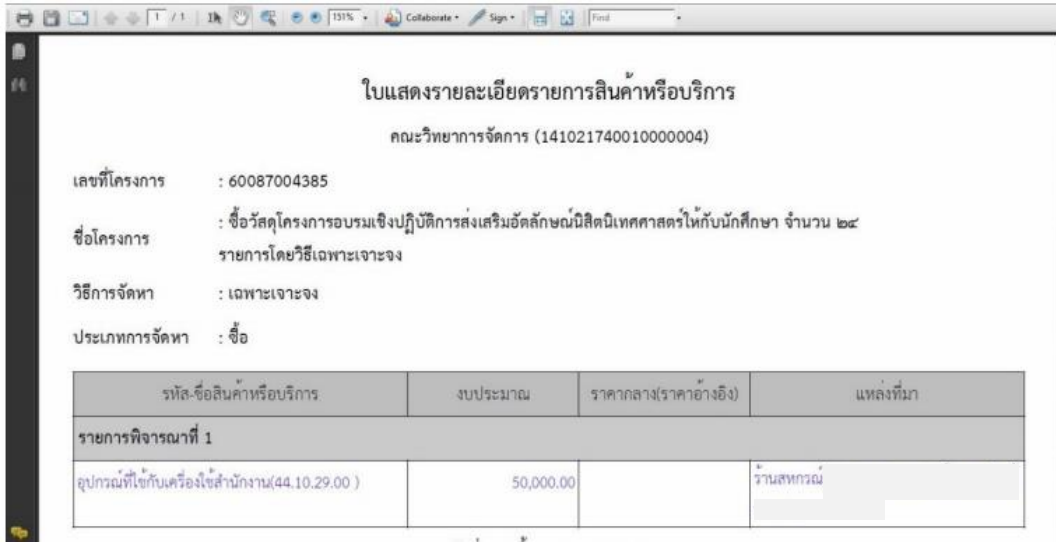 1 / 1 151% Collaborate Sign Find
ใบแสดงรายละเอียดรายการสินค้าหรือบริการ
คณะวิทยาการจัดการ (141021740010000004)
เลขที่โครงการ : 60087004385
ชื่อโครงการ : ซื้อวัสดุโครงการอบรมเชิงปฏิบัติการส่งเสริมอัตลักษณ์นิสิตนิเทศศาสตร์ให้กับนักศึกษา จำนวน ๒๔
รายการโดยวิธีเฉพาะเจาะจง
วิธีการจัดหา : เฉพาะเจาะจง
ประเภทการจัดหา : ซื้อ
รหัส-ชื่อสินค้าหรือบริการ งบประมาณ ราคากลาง(ราคาอ้างอิง) แหล่งที่มา
รายการพิจารณาที่ 1
อุปกรณ์ที่ใช้กับเครื่องใช้สำนักงาน(44.10.29.00 ) 50,000.00 ร้านสหกรณ์